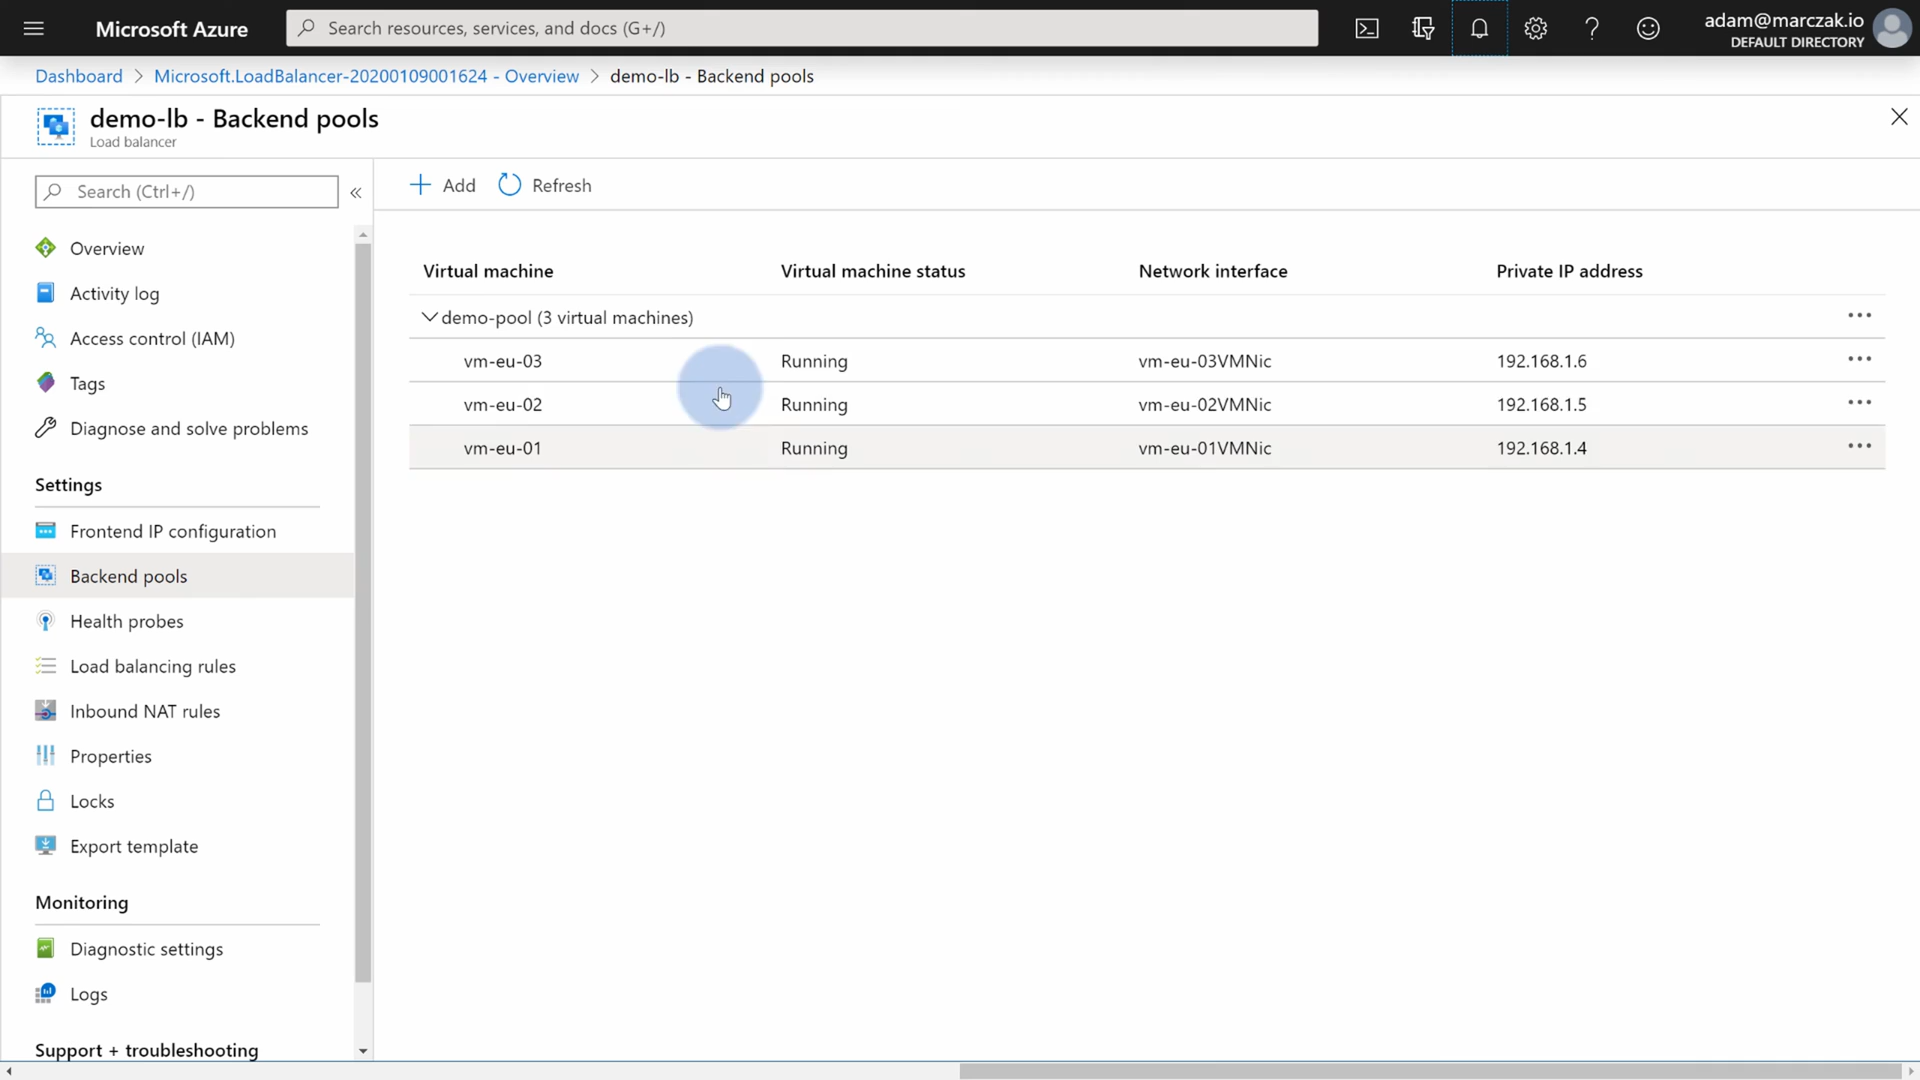 Microsoft Azure
Search resources, services, and docs (G+/)
adam@marczak.io
DEFAULT DIRECTORY
Dashboard > Microsoft.LoadBalancer-20200109001624 - Overview > demo-lb - Backend pools
demo-lb - Backend pools
Load balancer
Search (Ctrl+/)
Add
Refresh
Overview
Activity log
Access control (IAM)
Tags
Diagnose and solve problems
Settings
Frontend IP configuration
Backend pools
Health probes
Load balancing rules
Inbound NAT rules
Properties
Locks
Export template
Monitoring
Diagnostic settings
Logs
Support + troubleshooting
Virtual machine Virtual machine status Network interface Private IP address
demo-pool (3 virtual machines)
vm-eu-03 Running vm-eu-03VMNic 192.168.1.6
vm-eu-02 Running vm-eu-02VMNic 192.168.1.5
vm-eu-01 Running vm-eu-01VMNic 192.168.1.4